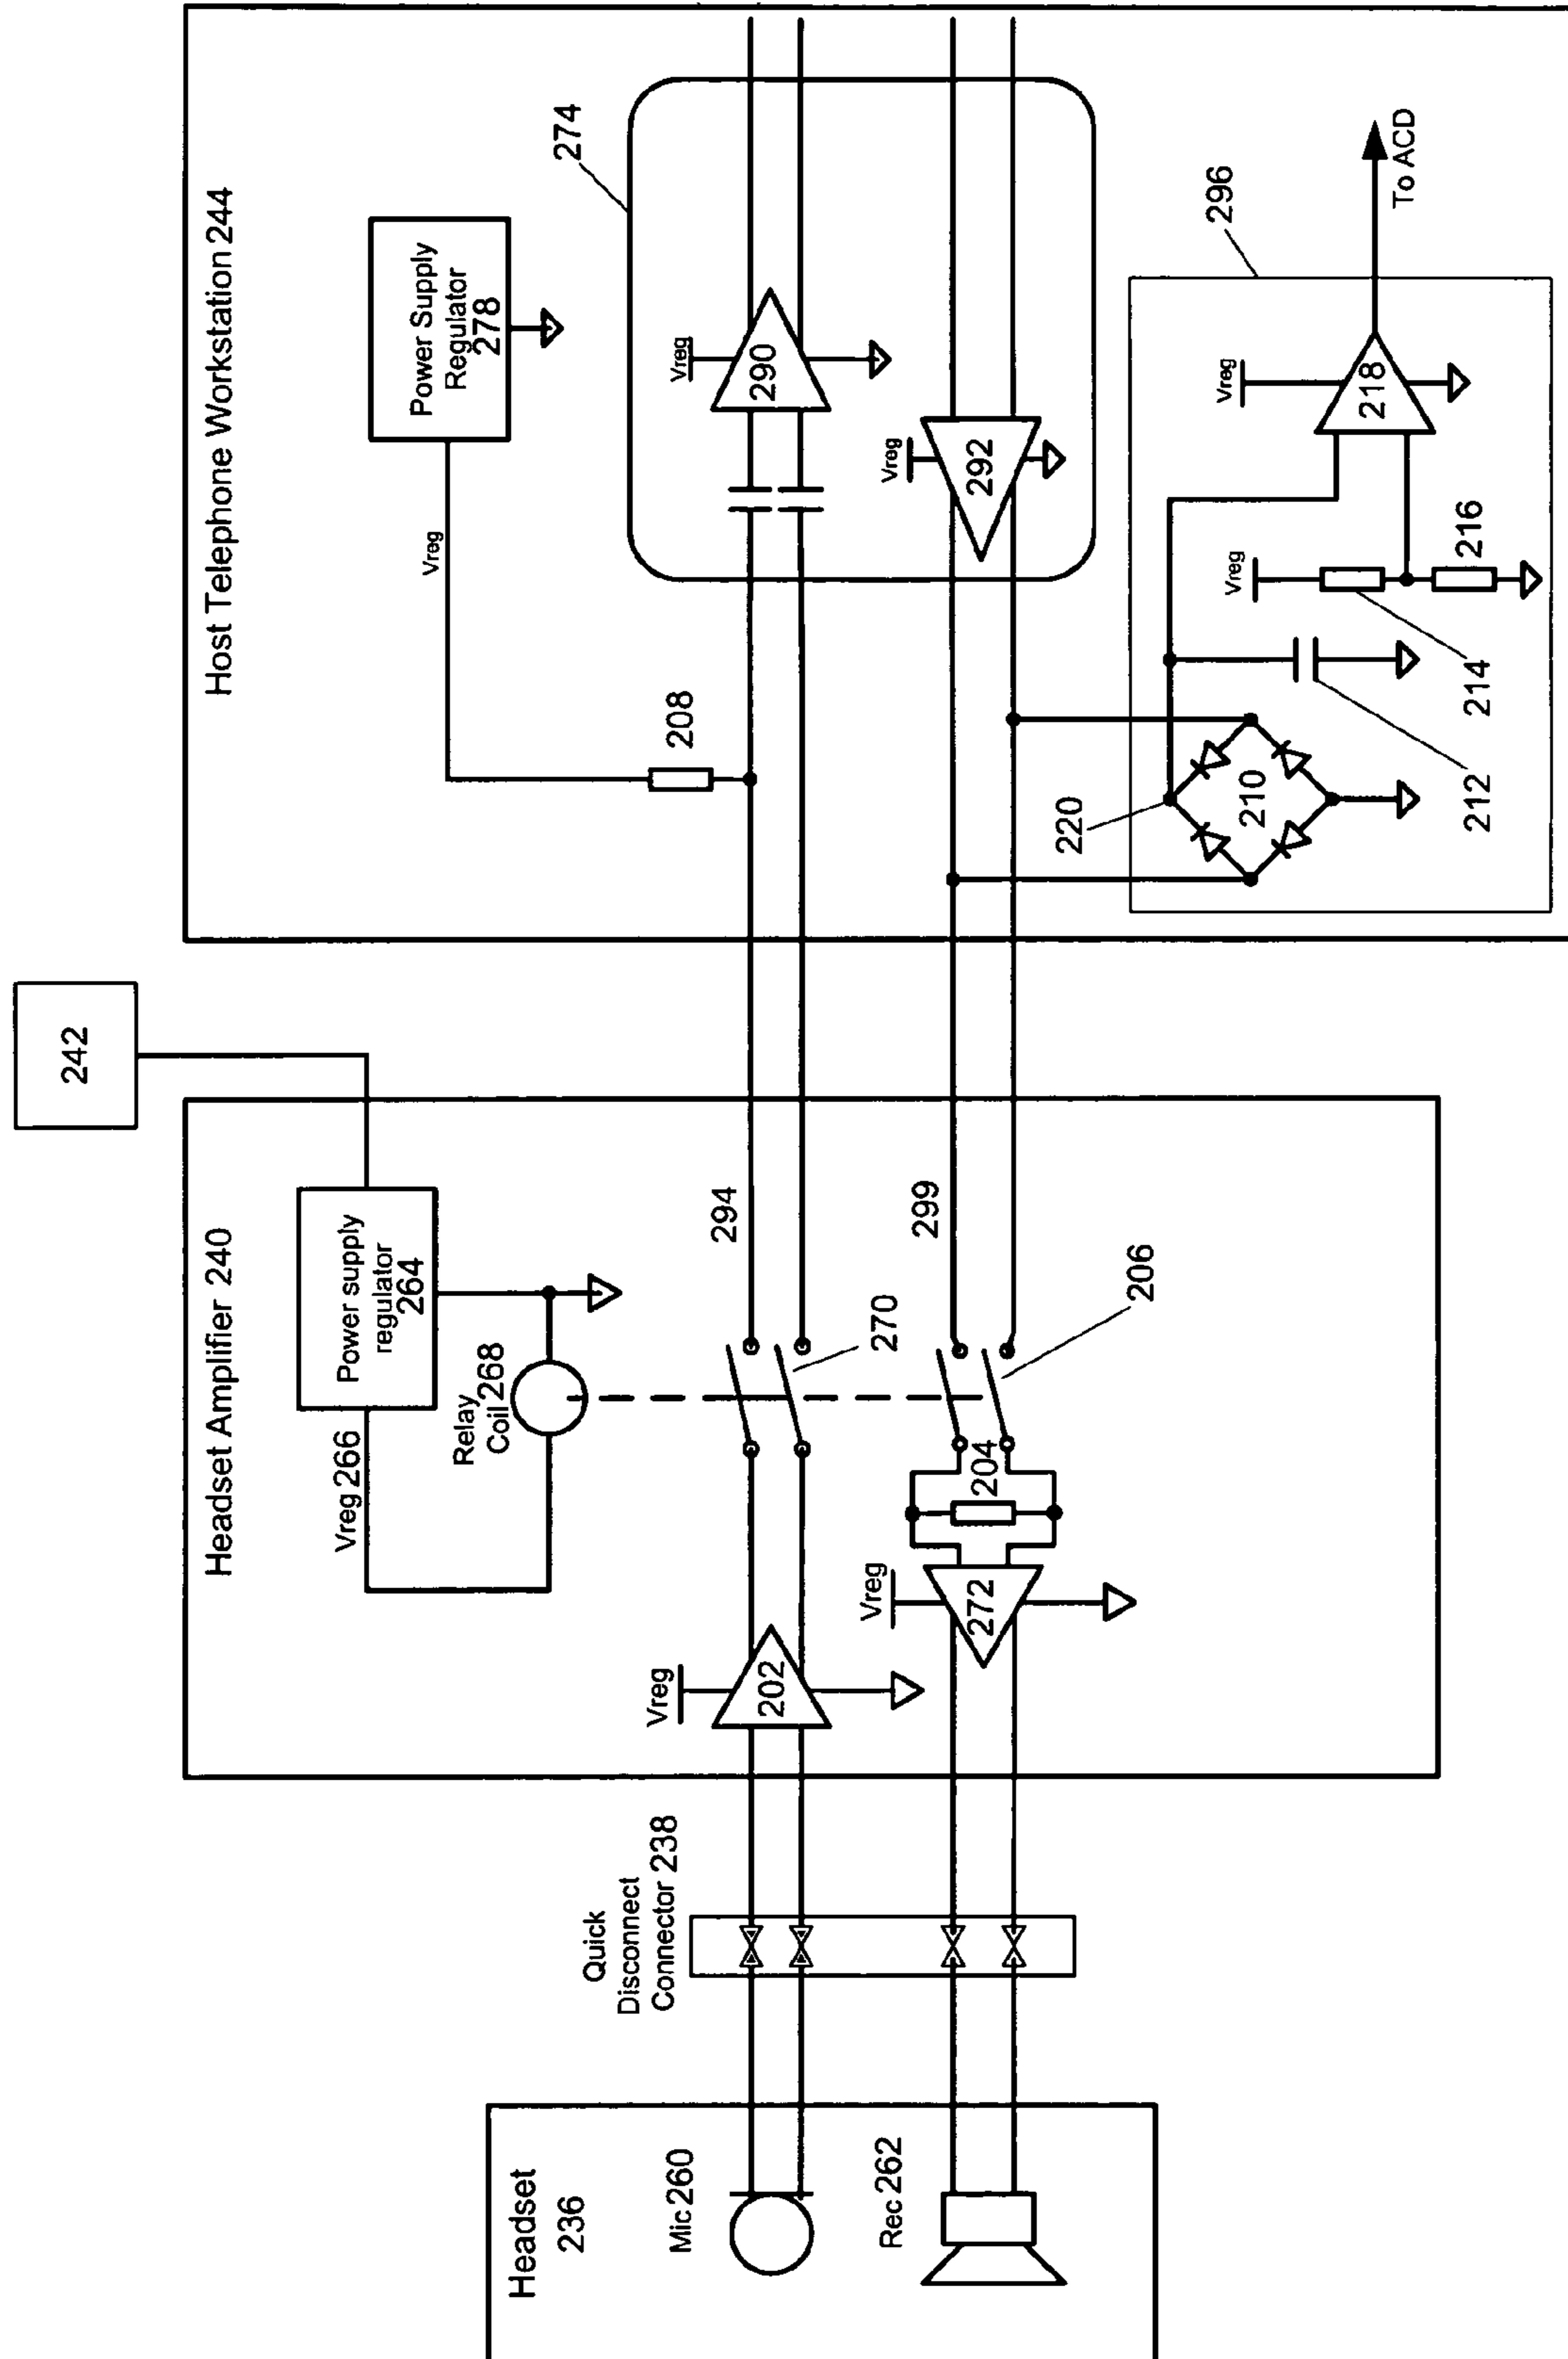 Headset
236
Mic 260
Rec 262
Quick
Disconnect
Connector 238
Headset Amplifier 240
Power supply
regulator
264
Vreg 266
Relay
Coil 268
Vreg
202
Vreg
272
204
270
206
294
299
242
Host Telephone Workstation 244
Power Supply
Regulator
278
Vreg
208
274
Vreg
290
Vreg
292
296
220
210
212
214
216
Vreg
Vreg
218
To ACD